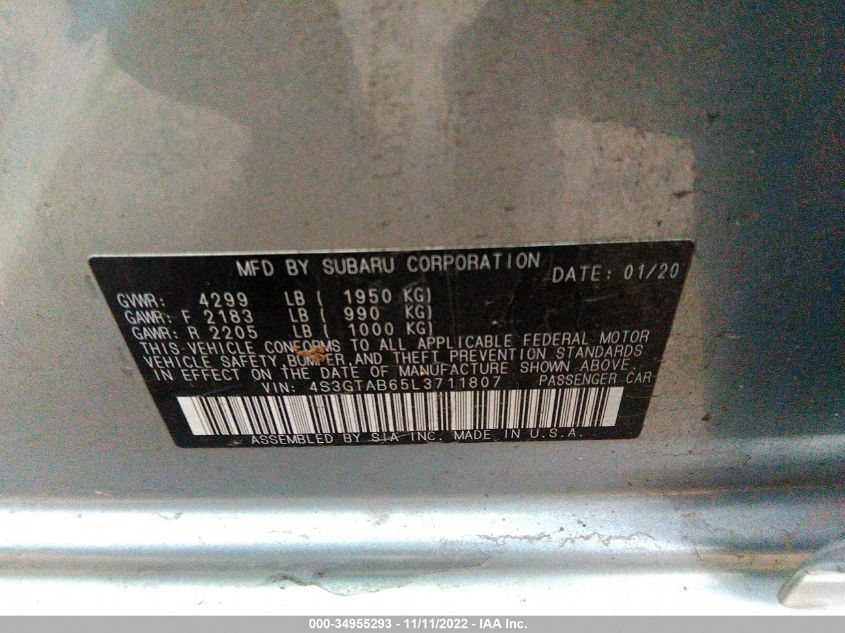 MFD BY SUBARU CORPORATION DATE: 01/20
GVWR: 4299 LB ( 1950 KG)
GAWR: F 2183 LB ( 990 KG)
GAWR: R 2205 LB ( 1000 KG)
THIS VEHICLE CONFORMS TO ALL APPLICABLE FEDERAL MOTOR
VEHICLE SAFETY, BUMPER, AND THEFT PREVENTION STANDARDS
IN EFFECT ON THE DATE OF MANUFACTURE SHOWN ABOVE.
VIN: 4S3GTAB65L3711807 PASSENGER CAR
ASSEMBLED BY SIA INC. MADE IN U.S.A.
000-34955293 - 11/11/2022 - IAA Inc.